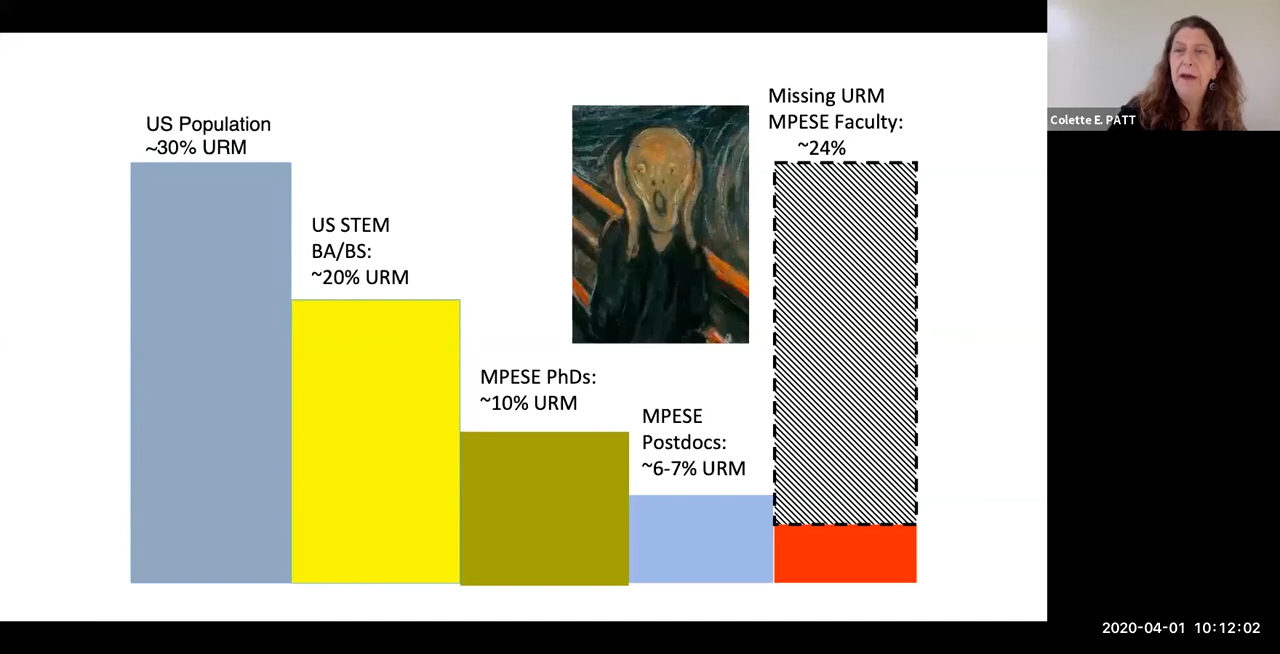 US Population
~30% URM
US STEM
BA/BS:
~20% URM
MPESE PhDs:
~10% URM
MPESE
Postdocs:
~6-7% URM
Missing URM
MPESE Faculty:
~24%
Colette E. PATT
2020-04-01 10:12:02